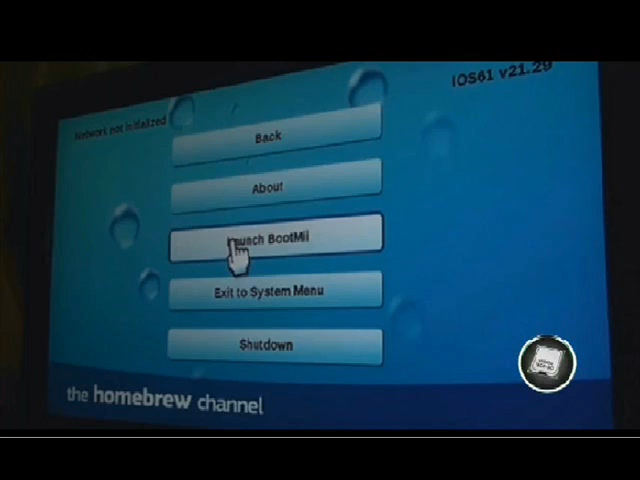 Network not initialized
IOS61 v21.29
Back
About
Launch BootMii
Exit to System Menu
Shutdown
the homebrew channel